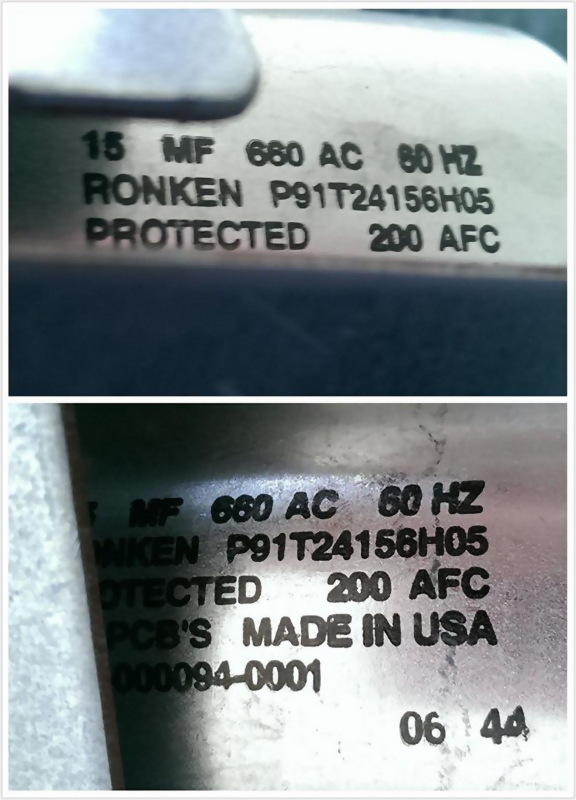 15 MF 660 AC 60 HZ
RONKEN P91T24156H05
PROTECTED 200 AFC
MF 660 AC 60 HZ
NKEN P91T24156H05
OTECTED 200 AFC
PCB'S MADE IN USA
000094-0001
06 44